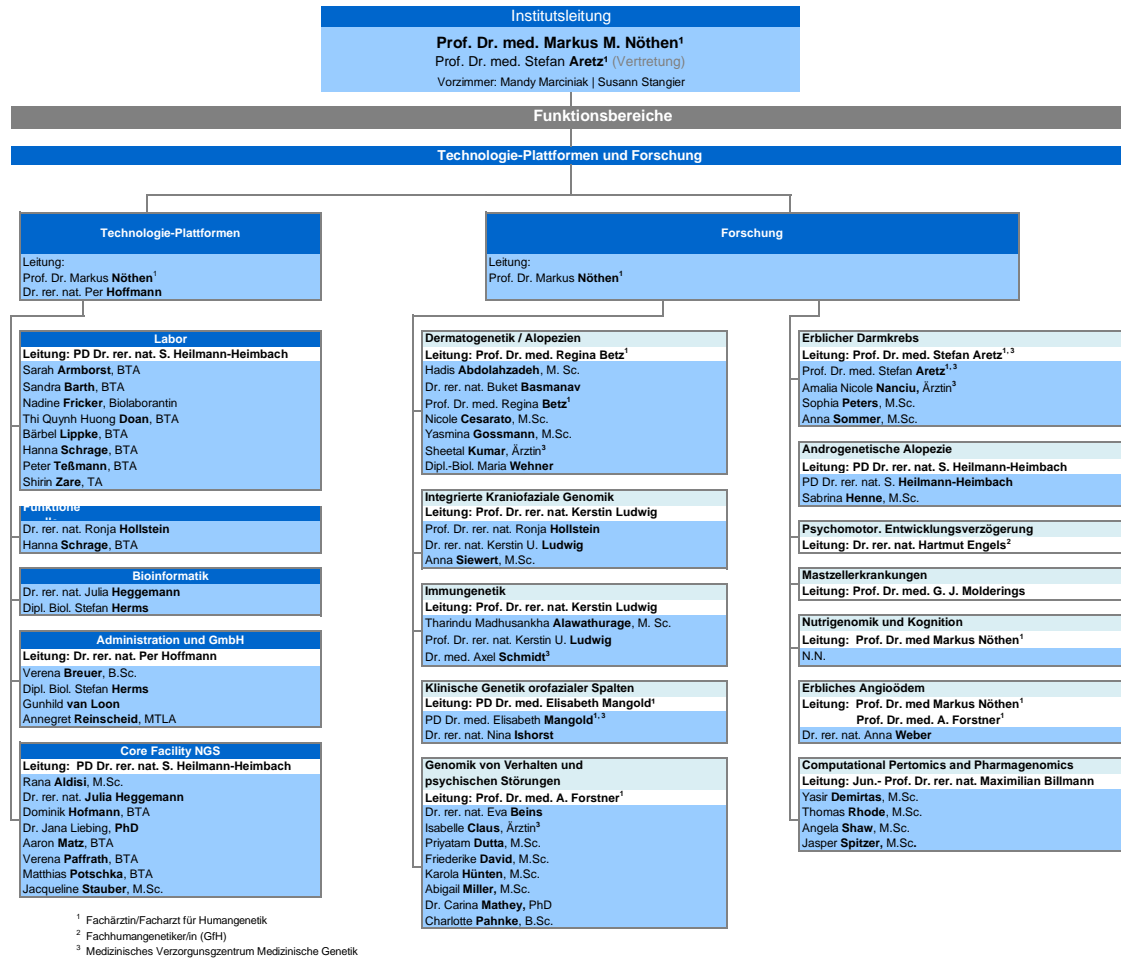 Institutsleitung
Prof. Dr. med. Markus M. Nöthen¹
Prof. Dr. med. Stefan Aretz¹ (Vertretung)
Vorzimmer: Mandy Marciniak | Susann Stangier
Funktionsbereiche
Technologie-Plattformen und Forschung
Technologie-Plattformen
Leitung:
Prof. Dr. Markus Nöthen¹
Dr. rer. nat. Per Hoffmann
Labor
Leitung: PD Dr. rer. nat. S. Heilmann-Heimbach
Sarah Armborst, BTA
Sandra Barth, BTA
Nadine Fricker, Biolaborantin
Thi Quynh Huong Doan, BTA
Bärbel Lippke, BTA
Hanna Schrage, BTA
Peter Teßmann, BTA
Shirin Zare, TA
Funktione
Dr. rer. nat. Ronja Hollstein
Hanna Schrage, BTA
Bioinformatik
Dr. rer. nat. Julia Heggemann
Dipl. Biol. Stefan Herms
Administration und GmbH
Leitung: Dr. rer. nat. Per Hoffmann
Verena Breuer, B.Sc.
Dipl. Biol. Stefan Herms
Gunhild van Loon
Annegret Reinscheid, MTLA
Core Facility NGS
Leitung: PD Dr. rer. nat. S. Heilmann-Heimbach
Rana Aldisi, M.Sc.
Dr. rer. nat. Julia Heggemann
Dominik Hofmann, BTA
Dr. Jana Liebing, PhD
Aaron Matz, BTA
Verena Paffrath, BTA
Matthias Potschka, BTA
Jacqueline Stauber, M.Sc.
Forschung
Leitung:
Prof. Dr. Markus Nöthen¹
Dermatogenetik / Alopezien
Leitung: Prof. Dr. med. Regina Betz¹
Hadis Abdolahzadeh, M. Sc.
Dr. rer. nat. Buket Basmanav
Prof. Dr. med. Regina Betz¹
Nicole Cesarato, M.Sc.
Yasmina Gossmann, M.Sc.
Sheetal Kumar, Ärztin³
Dipl.-Biol. Maria Wehner
Integrierte Kraniofaziale Genomik
Leitung: Prof. Dr. rer. nat. Kerstin Ludwig
Prof. Dr. rer. nat. Ronja Hollstein
Dr. rer. nat. Kerstin U. Ludwig
Anna Siewert, M.Sc.
Immungenetik
Leitung: Prof. Dr. rer. nat. Kerstin Ludwig
Tharindu Madhusankha Alawathurage, M. Sc.
Prof. Dr. rer. nat. Kerstin U. Ludwig
Dr. med. Axel Schmidt³
Klinische Genetik orofazialer Spalten
Leitung: PD Dr. med. Elisabeth Mangold¹
PD Dr. med. Elisabeth Mangold¹˒³
Dr. rer. nat. Nina Ishorst
Genomik von Verhalten und
psychischen Störungen
Leitung: Prof. Dr. med. A. Forstner¹
Dr. rer. nat. Eva Beins
Isabelle Claus, Ärztin³
Priyatam Dutta, M.Sc.
Friederike David, M.Sc.
Karola Hünten, M.Sc.
Abigail Miller, M.Sc.
Dr. Carina Mathey, PhD
Charlotte Pahnke, B.Sc.
Erblicher Darmkrebs
Leitung: Prof. Dr. med. Stefan Aretz¹˒³
Prof. Dr. med. Stefan Aretz¹˒³
Amalia Nicole Nanciu, Ärztin³
Sophia Peters, M.Sc.
Anna Sommer, M.Sc.
Androgenetische Alopezie
Leitung: PD Dr. rer. nat. S. Heilmann-Heimbach
PD Dr. rer. nat. S. Heilmann-Heimbach
Sabrina Henne, M.Sc.
Psychomotor. Entwicklungsverzögerung
Leitung: Dr. rer. nat. Hartmut Engels²
Mastzellerkrankungen
Leitung: Prof. Dr. med. G. J. Molderings
Nutrigenomik und Kognition
Leitung: Prof. Dr. med Markus Nöthen¹
N.N.
Erbliches Angioödem
Leitung: Prof. Dr. med Markus Nöthen¹
Prof. Dr. med. A. Forstner¹
Dr. rer. nat. Anna Weber
Computational Pertomics and Pharmagenomics
Leitung: Jun.- Prof. Dr. rer. nat. Maximilian Billmann
Yasir Demirtas, M.Sc.
Thomas Rhode, M.Sc.
Angela Shaw, M.Sc.
Jasper Spitzer, M.Sc.
¹ Fachärztin/Facharzt für Humangenetik
² Fachhumangenetiker/in (GfH)
³ Medizinisches Verzorgunsgzentrum Medizinische Genetik